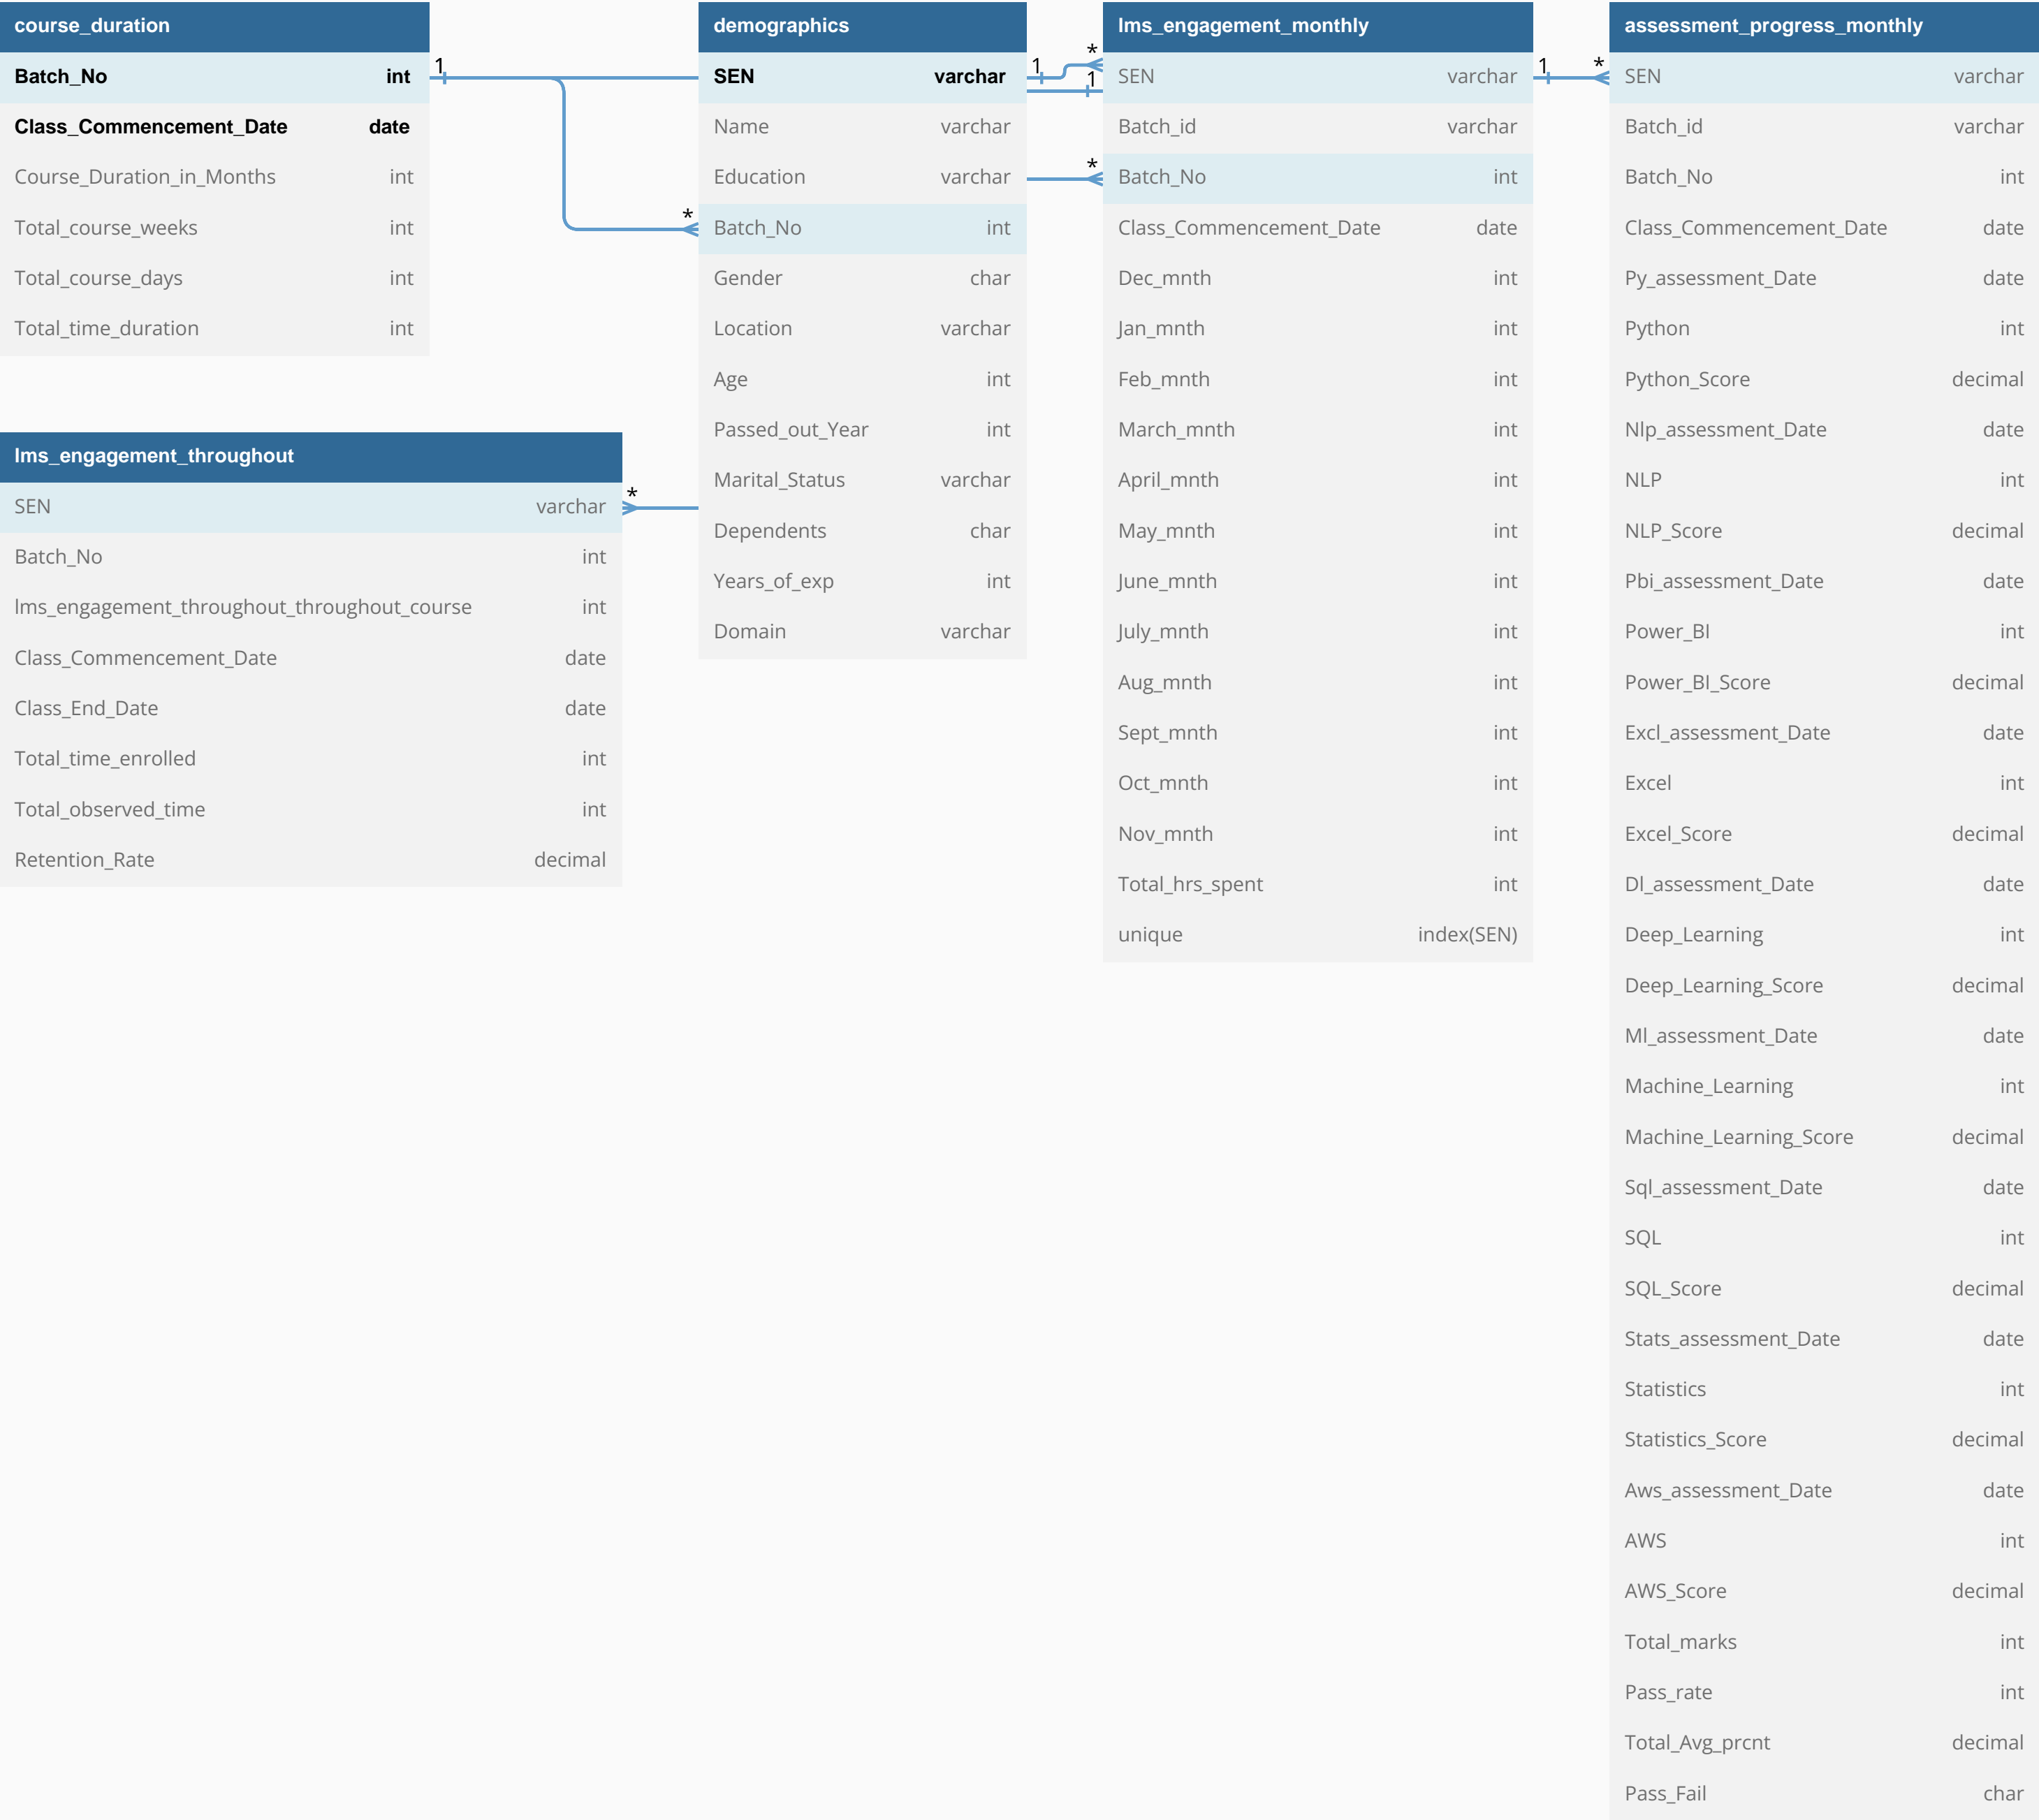 course_duration
Batch_No int
Class_Commencement_Date date
Course_Duration_in_Months int
Total_course_weeks int
Total_course_days int
Total_time_duration int
1
*
lms_engagement_throughout
SEN varchar
Batch_No int
lms_engagement_throughout_throughout_course int
Class_Commencement_Date date
Class_End_Date date
Total_time_enrolled int
Total_observed_time int
Retention_Rate decimal
*
demographics
SEN varchar
Name varchar
Education varchar
Batch_No int
Gender char
Location varchar
Age int
Passed_out_Year int
Marital_Status varchar
Dependents char
Years_of_exp int
Domain varchar
1
*
1
*
lms_engagement_monthly
SEN varchar
Batch_id varchar
Batch_No int
Class_Commencement_Date date
Dec_mnth int
Jan_mnth int
Feb_mnth int
March_mnth int
April_mnth int
May_mnth int
June_mnth int
July_mnth int
Aug_mnth int
Sept_mnth int
Oct_mnth int
Nov_mnth int
Total_hrs_spent int
unique index(SEN)
1
*
assessment_progress_monthly
SEN varchar
Batch_id varchar
Batch_No int
Class_Commencement_Date date
Py_assessment_Date date
Python int
Python_Score decimal
Nlp_assessment_Date date
NLP int
NLP_Score decimal
Pbi_assessment_Date date
Power_BI int
Power_BI_Score decimal
Excl_assessment_Date date
Excel int
Excel_Score decimal
Dl_assessment_Date date
Deep_Learning int
Deep_Learning_Score decimal
Ml_assessment_Date date
Machine_Learning int
Machine_Learning_Score decimal
Sql_assessment_Date date
SQL int
SQL_Score decimal
Stats_assessment_Date date
Statistics int
Statistics_Score decimal
Aws_assessment_Date date
AWS int
AWS_Score decimal
Total_marks int
Pass_rate int
Total_Avg_prcnt decimal
Pass_Fail char